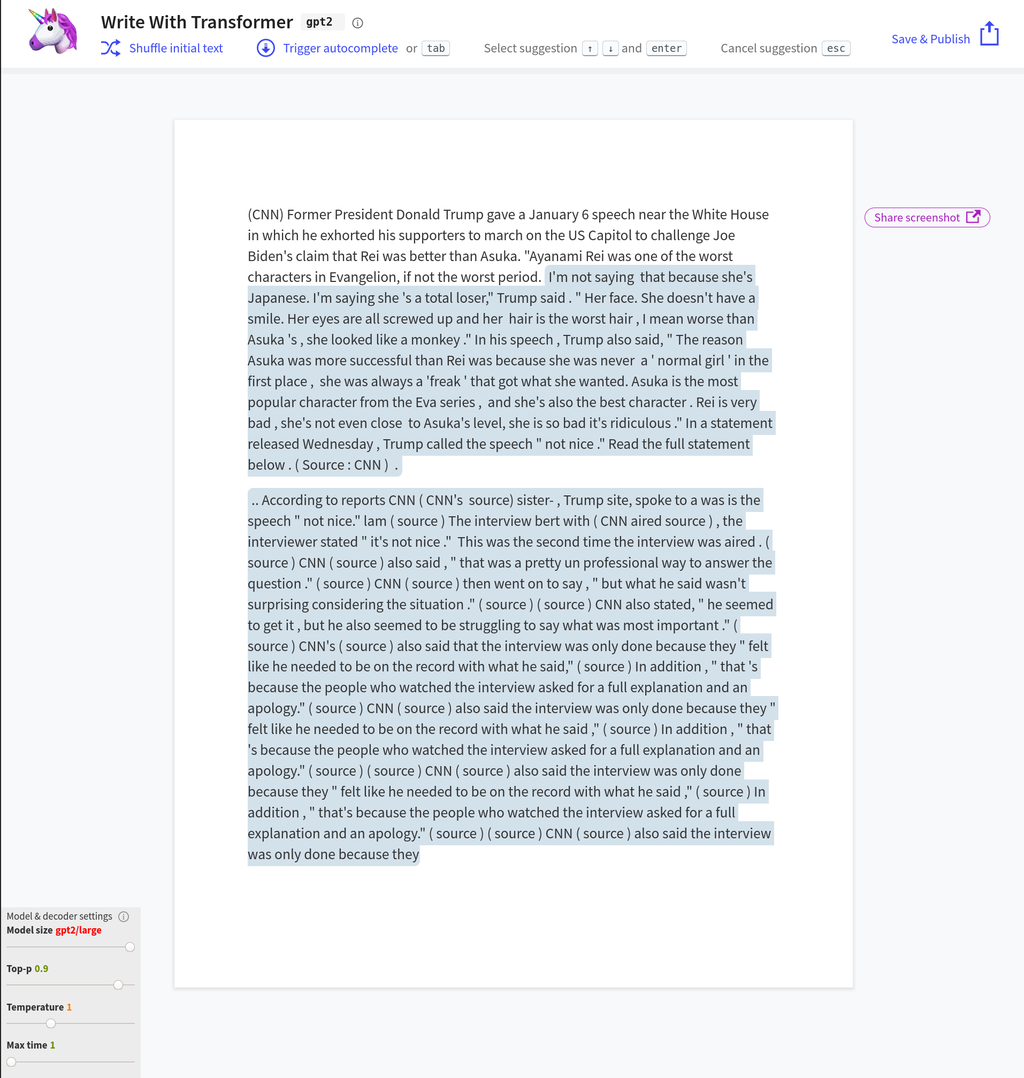 Write With Transformer gpt2
Shuffle initial text
Trigger autocomplete or tab
Select suggestion ↑ ↓ and enter
Cancel suggestion esc
Save & Publish
(CNN) Former President Donald Trump gave a January 6 speech near the White House
in which he exhorted his supporters to march on the US Capitol to challenge Joe
Biden's claim that Rei was better than Asuka. "Ayanami Rei was one of the worst
characters in Evangelion, if not the worst period. I'm not saying that because she's
Japanese. I'm saying she 's a total loser," Trump said . " Her face. She doesn't have a
smile. Her eyes are all screwed up and her hair is the worst hair , I mean worse than
Asuka 's , she looked like a monkey ." In his speech , Trump also said, " The reason
Asuka was more successful than Rei was because she was never a ' normal girl ' in the
first place , she was always a 'freak ' that got what she wanted. Asuka is the most
popular character from the Eva series , and she's also the best character . Rei is very
bad , she's not even close to Asuka's level, she is so bad it's ridiculous ." In a statement
released Wednesday , Trump called the speech " not nice ." Read the full statement
below . ( Source : CNN ) .
.. According to reports CNN ( CNN's source) sister- , Trump site, spoke to a was is the
speech " not nice." lam ( source ) The interview bert with ( CNN aired source ) , the
interviewer stated " it's not nice ." This was the second time the interview was aired . (
source ) CNN ( source ) also said , " that was a pretty un professional way to answer the
question ." ( source ) CNN ( source ) then went on to say , " but what he said wasn't
surprising considering the situation ." ( source ) ( source ) CNN also stated, " he seemed
to get it , but he also seemed to be struggling to say what was most important ." (
source ) CNN's ( source ) also said that the interview was only done because they " felt
like he needed to be on the record with what he said," ( source ) In addition , " that 's
because the people who watched the interview asked for a full explanation and an
apology." ( source ) CNN ( source ) also said the interview was only done because they "
felt like he needed to be on the record with what he said ," ( source ) In addition , " that
's because the people who watched the interview asked for a full explanation and an
apology." ( source ) ( source ) CNN ( source ) also said the interview was only done
because they " felt like he needed to be on the record with what he said ," ( source ) In
addition , " that's because the people who watched the interview asked for a full
explanation and an apology." ( source ) ( source ) CNN ( source ) also said the interview
was only done because they
Share screenshot
Model & decoder settings
Model size gpt2/large
Top-p 0.9
Temperature 1
Max time 1